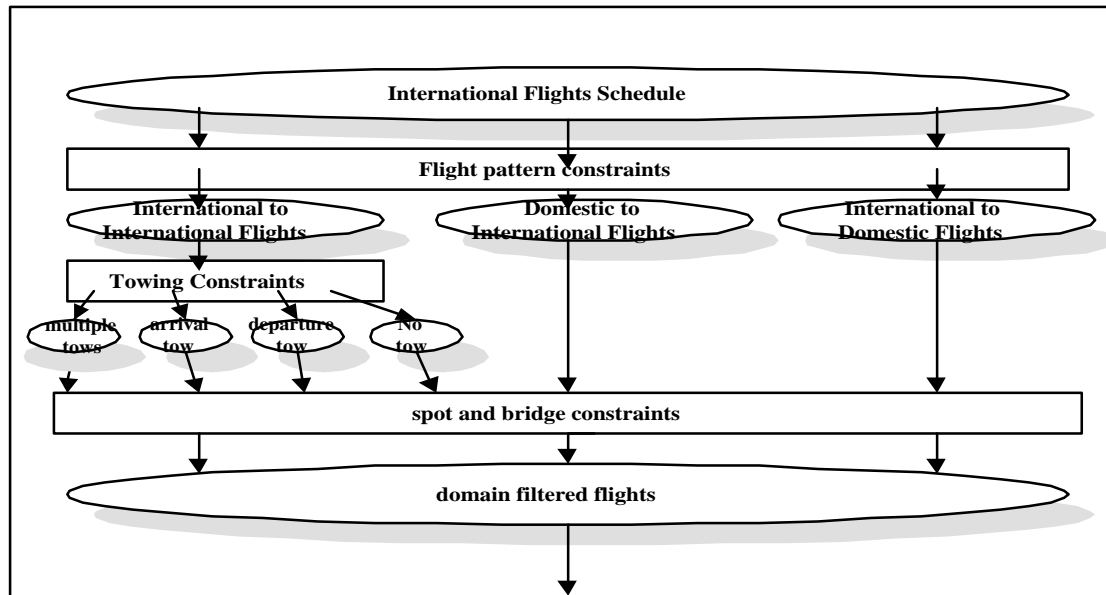 International Flights Schedule
Flight pattern constraints
International to
International Flights
Domestic to
International Flights
International to
Domestic Flights
Towing Constraints
multiple
tows
arrival
tow
departure
tow
No
tow
spot and bridge constraints
domain filtered flights